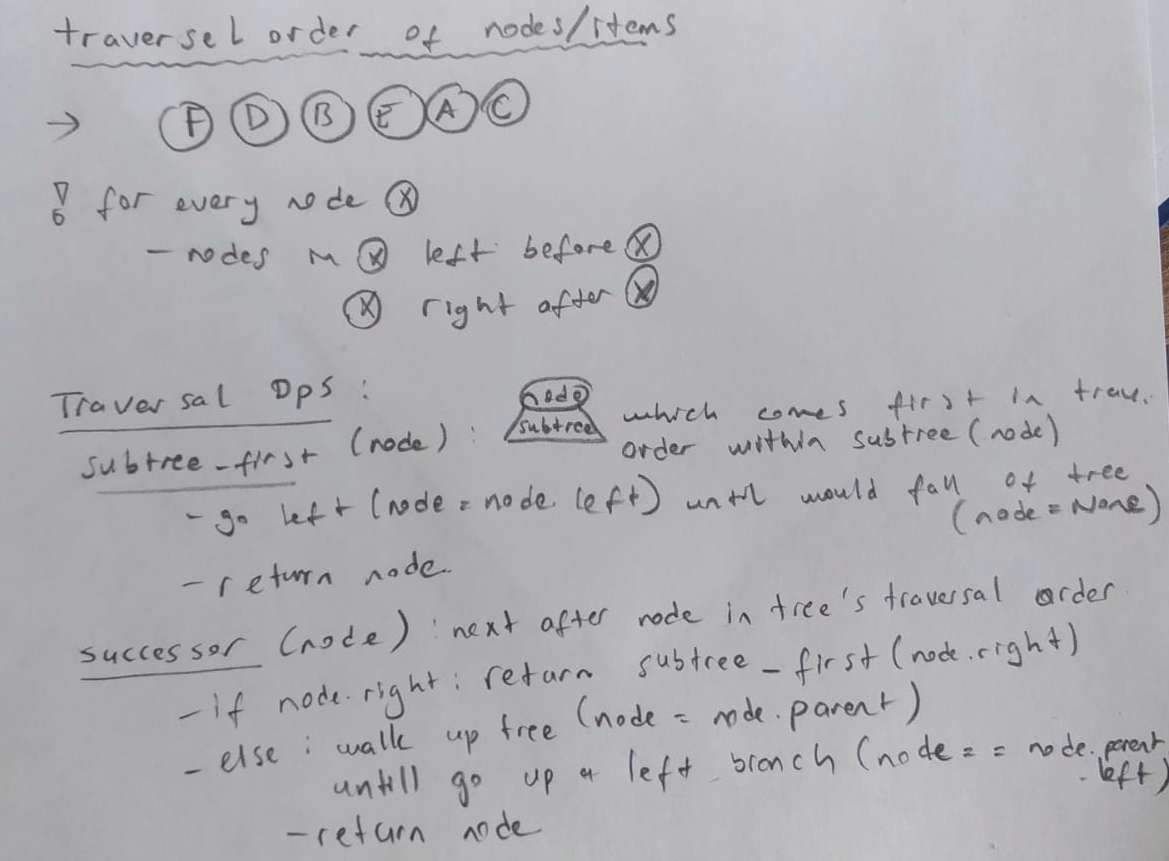 traversel order of nodes/items
→ F D B E A C
for every node X
- nodes in X left before X
X right after X
Traversal Ops :
subtree-first (node) : node subtree which comes first in trav.
order within subtree (node)
- go left (node = node.left) until would fall of tree
(node = None)
- return node
successor (node) : next after node in tree's traversal order
- if node.right : return subtree_first (node.right)
- else : walk up tree (node = node.parent)
untill go up a left branch (node == node.parent
.left)
- return node